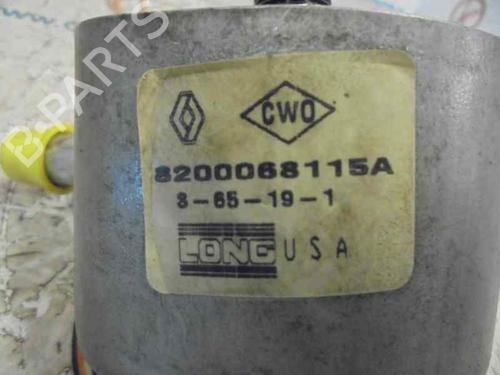 B-PARTS
CWO
8200068115A
8-65-19-1
LONG USA